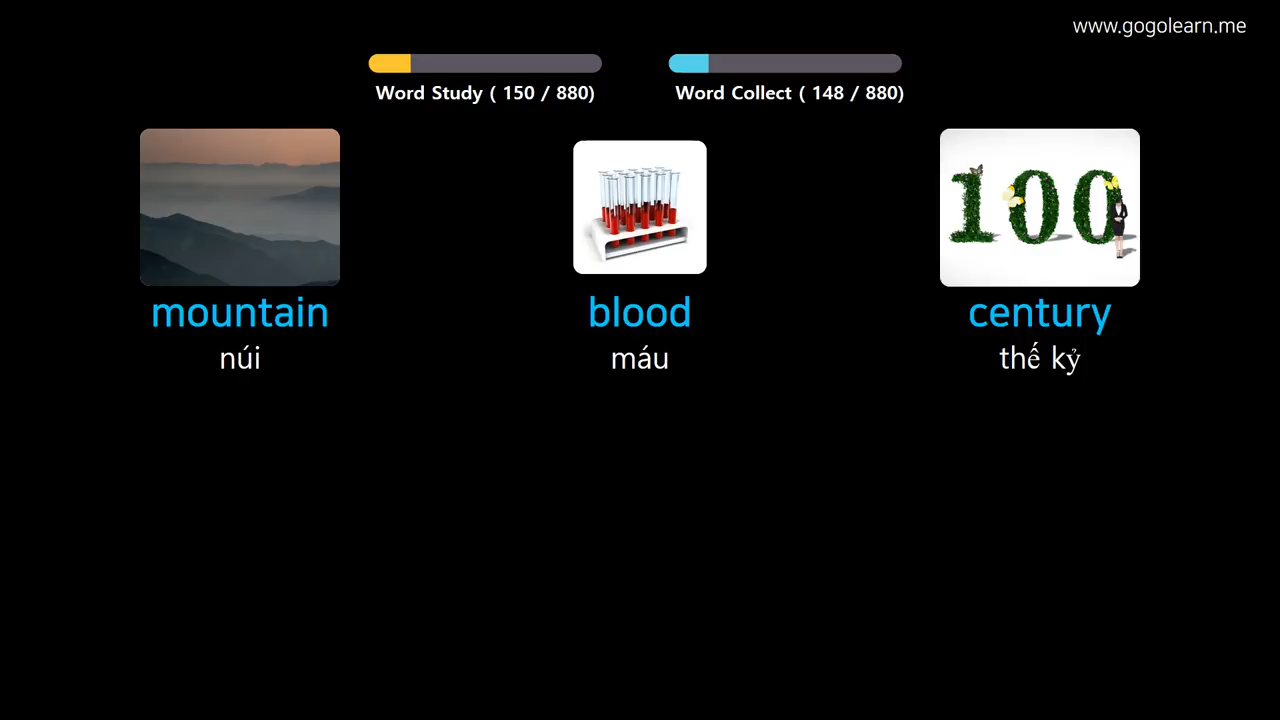 www.gogolearn.me
Word Study ( 150 / 880)
Word Collect ( 148 / 880)
100
mountain
blood
century
núi
máu
thế kỷ